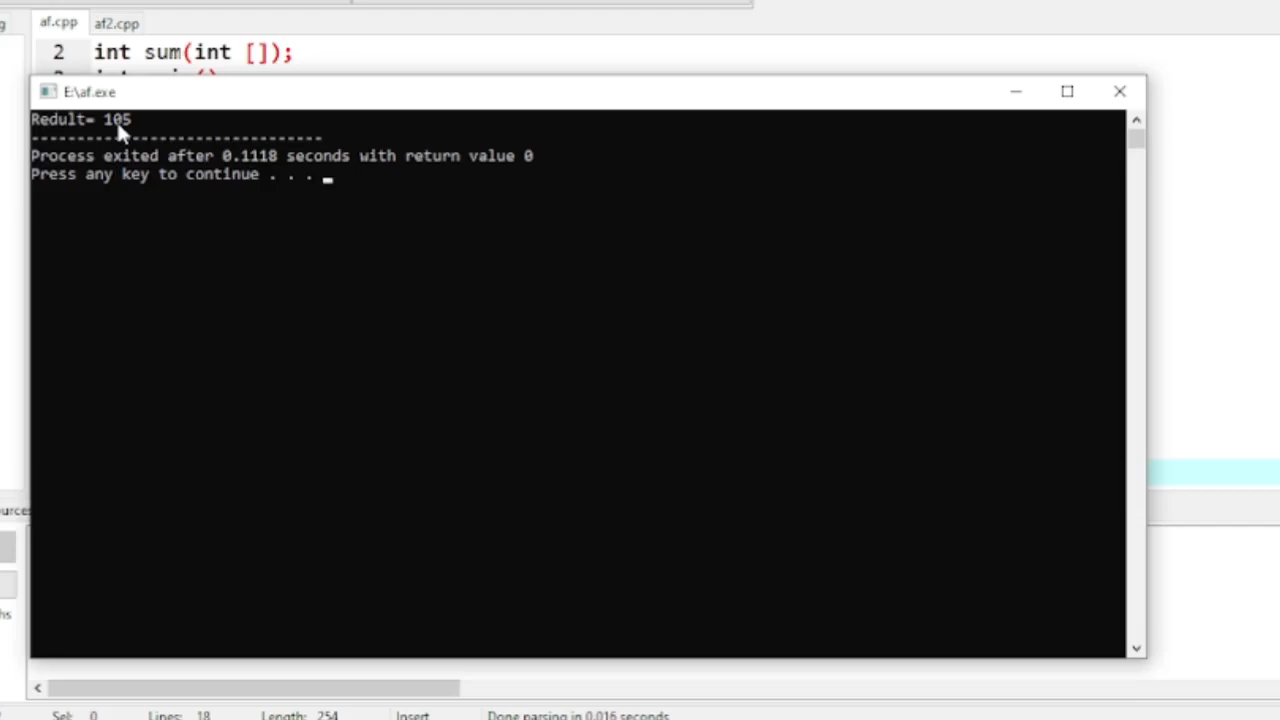 af.cpp af2.cpp
2 int sum(int []);
E:\af.exe
Redult= 105
--------------------------------
Process exited after 0.1118 seconds with return value 0
Press any key to continue . . .
Sel: 0 Lines: 18 Length: 254 Insert Done parsing in 0.016 seconds